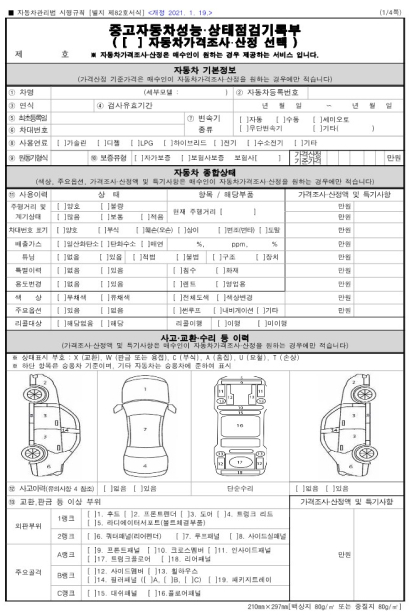 ■ 자동차관리법 시행규칙 [별지 제82호서식] <개정 2021. 1. 19.>
(1/4쪽)
중고자동차성능·상태점검기록부
( [ ] 자동차가격조사·산정 선택 )
제 호 ※ 자동차가격조사·산정은 매수인이 원하는 경우 제공하는 서비스 입니다.
자동차 기본정보
(가격산정 기준가격은 매수인이 자동차가격조사·산정을 원하는 경우에만 적습니다)
① 차명 (세부모델 : ) ② 자동차등록번호
③ 연식 ④ 검사유효기간 년 월 일 ~ 년 월 일
⑤ 최초등록일 ⑦ 변속기 종류 [ ]자동 [ ]수동 [ ]세미오토
⑥ 차대번호 [ ]무단변속기 [ ]기타( )
⑧ 사용연료 [ ]가솔린 [ ]디젤 [ ]LPG [ ]하이브리드 [ ]전기 [ ]수소전기 [ ]기타
⑨ 원동기형식 ⑩ 보증유형 [ ]자가보증 [ ]보험사보증 보험사[ ] 가격산정 기준가격 만원
자동차 종합상태
(색상, 주요옵션, 가격조사·산정액 및 특기사항은 매수인이 자동차가격조사·산정을 원하는 경우에만 적습니다)
⑪ 사용이력 상 태 항목 / 해당부품 가격조사·산정액 및 특기사항
주행거리 및 계기상태 [ ]양호 [ ]불량 현재 주행거리 [ ] 만원
[ ]많음 [ ]보통 [ ]적음 만원
차대번호 표기 [ ]양호 [ ]부식 [ ]훼손(오손) [ ]상이 [ ]변조(변타) [ ]도말 만원
배출가스 [ ]일산화탄소 [ ]탄화수소 [ ]매연 %, ppm, % 만원
튜닝 [ ]없음 [ ]있음 [ ]적법 [ ]불법 [ ]구조 [ ]장치 만원
특별이력 [ ]없음 [ ]있음 [ ]침수 [ ]화재 만원
용도변경 [ ]없음 [ ]있음 [ ]렌트 [ ]영업용 만원
색 상 [ ]무채색 [ ]유채색 [ ]전체도색 [ ]색상변경 만원
주요옵션 [ ]없음 [ ]있음 [ ]썬루프 [ ]내비게이션 [ ]기타 만원
리콜대상 [ ]해당없음 [ ]해당 리콜이행 [ ]이행 [ ]미이행
사고·교환·수리 등 이력
(가격조사·산정액 및 특기사항은 매수인이 자동차가격조사·산정을 원하는 경우에만 적습니다)
※ 상태표시 부호 : X (교환), W (판금 또는 용접), C (부식), A (흠집), U (요철), T (손상)
※ 하단 항목은 승용차 기준이며, 기타 자동차는 승용차에 준하여 표시
⑫ 사고이력(유의사항 4 참조) [ ]없음 [ ]있음 단순수리 [ ]없음 [ ]있음
⑬ 교환,판금 등 이상 부위 가격조사·산정액 및 특기사항
외판부위 1랭크 [ ]1. 후드 [ ]2. 프론트펜더 [ ]3. 도어 [ ]4. 트렁크 리드
[ ]5. 라디에이터서포트(볼트체결부품)
2랭크 [ ]6. 쿼터패널(리어펜더) [ ]7. 루프패널 [ ]8. 사이드실패널
주요골격 A랭크 [ ]9. 프론트패널 [ ]10. 크로스멤버 [ ]11. 인사이드패널 만원
[ ]17. 트렁크플로어 [ ]18. 리어패널
B랭크 [ ]12. 사이드멤버 [ ]13. 휠하우스
[ ]14. 필러패널 ([ ]A, [ ]B, [ ]C) [ ]19. 패키지트레이
C랭크 [ ]15. 대쉬패널 [ ]16.플로어패널
210mm×297mm[백상지 80g/㎡ 또는 중질지 80g/㎡]